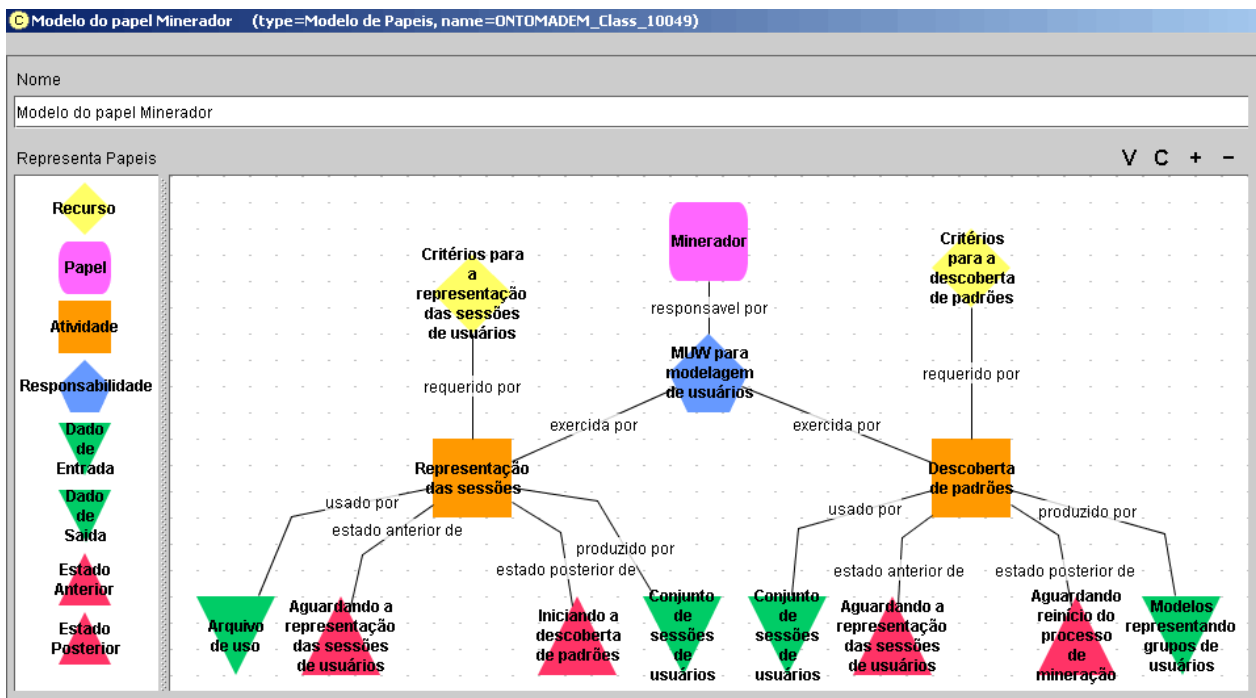 C Modelo do papel Minerador (type=Modelo de Papeis, name=ONTOMADEM_Class_10049)
Nome
Modelo do papel Minerador
Representa Papeis
V C + -
Recurso
Papel
Atividade
Responsabilidade
Dado
de
Entrada
Dado
de
Saida
Estado
Anterior
Estado
Posterior
Minerador
responsavel por
MUW para
modelagem
de usuários
Critérios para
a
representação
das sessões
de usuários
requerido por
Critérios
para a
descoberta
de padrões
requerido por
exercida por
exercida por
Representação
das sessões
Descoberta
de padrões
usado por
estado anterior de
estado posterior de
produzido por
usado por
estado anterior de
estado posterior de
produzido por
Arquivo
de uso
Aguardando a
representação
das sessões
de usuários
Iniciando a
descoberta
de padrões
Conjunto
de
sessões
de
usuários
Conjunto
de
sessões
de
usuários
Aguardando a
representação
das sessões
de usuários
Aguardando
reinício do
processo
de
mineração
Modelos
representando
grupos de
usuários